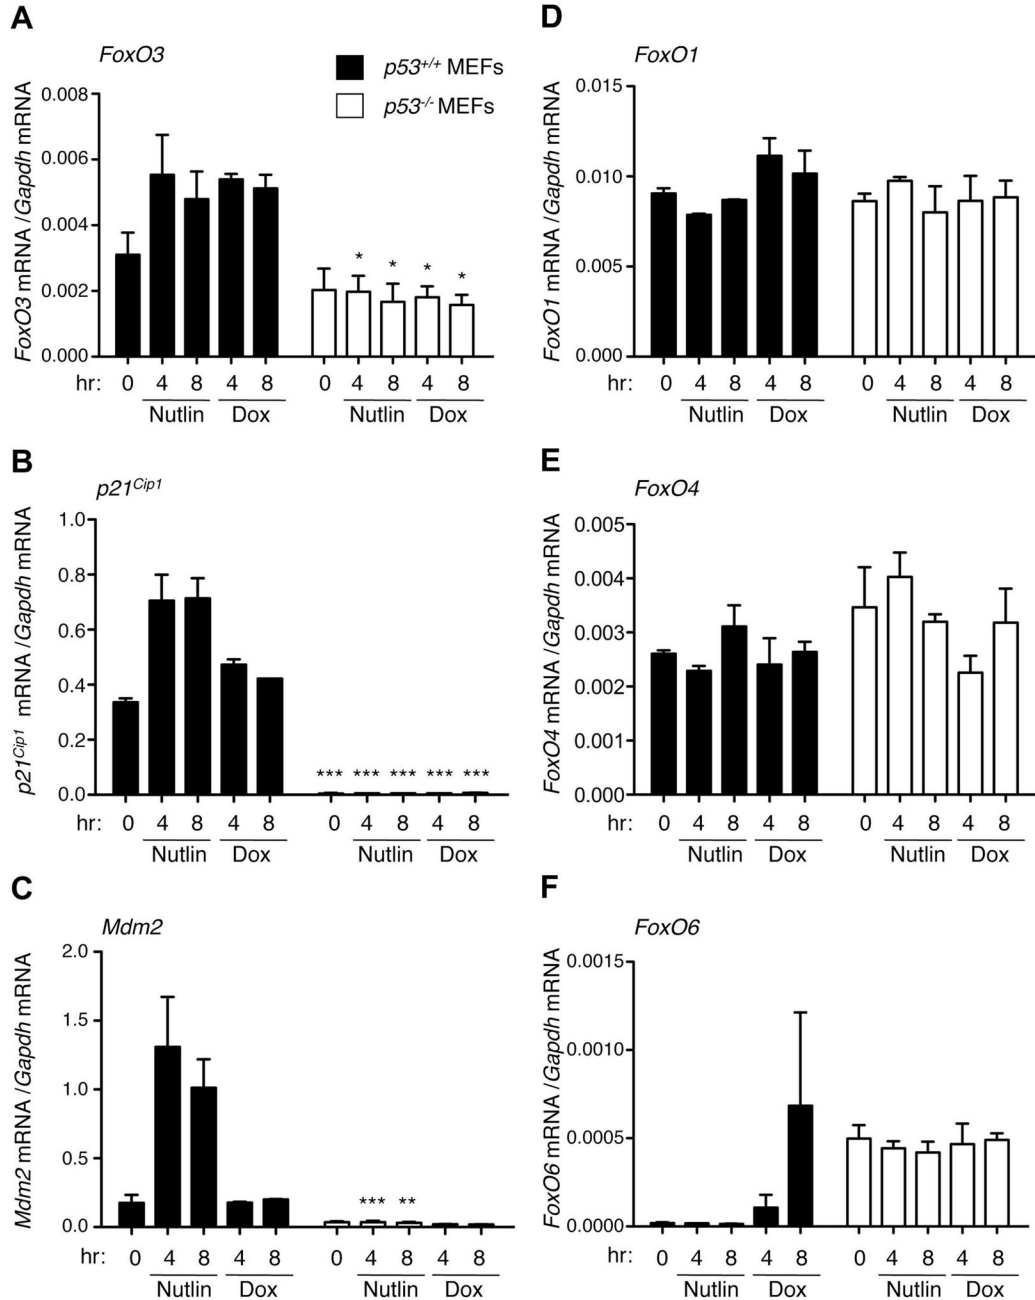 A
FoxO3
p53+/+ MEFs
p53-/- MEFs
FoxO3 mRNA /Gapdh mRNA
0.008
0.006
0.004
0.002
0.000
* * * *
hr: 0 4 8 4 8 0 4 8 4 8
Nutlin Dox Nutlin Dox
B
p21Cip1
p21Cip1 mRNA /Gapdh mRNA
1.0
0.8
0.6
0.4
0.2
0.0
*** *** *** *** ***
hr: 0 4 8 4 8 0 4 8 4 8
Nutlin Dox Nutlin Dox
C
Mdm2
Mdm2 mRNA /Gapdh mRNA
2.0
1.5
1.0
0.5
0.0
*** **
hr: 0 4 8 4 8 0 4 8 4 8
Nutlin Dox Nutlin Dox
D
FoxO1
FoxO1 mRNA /Gapdh mRNA
0.015
0.010
0.005
0.000
hr: 0 4 8 4 8 0 4 8 4 8
Nutlin Dox Nutlin Dox
E
FoxO4
FoxO4 mRNA /Gapdh mRNA
0.005
0.004
0.003
0.002
0.001
0.000
hr: 0 4 8 4 8 0 4 8 4 8
Nutlin Dox Nutlin Dox
F
FoxO6
FoxO6 mRNA /Gapdh mRNA
0.0015
0.0010
0.0005
0.0000
hr: 0 4 8 4 8 0 4 8 4 8
Nutlin Dox Nutlin Dox